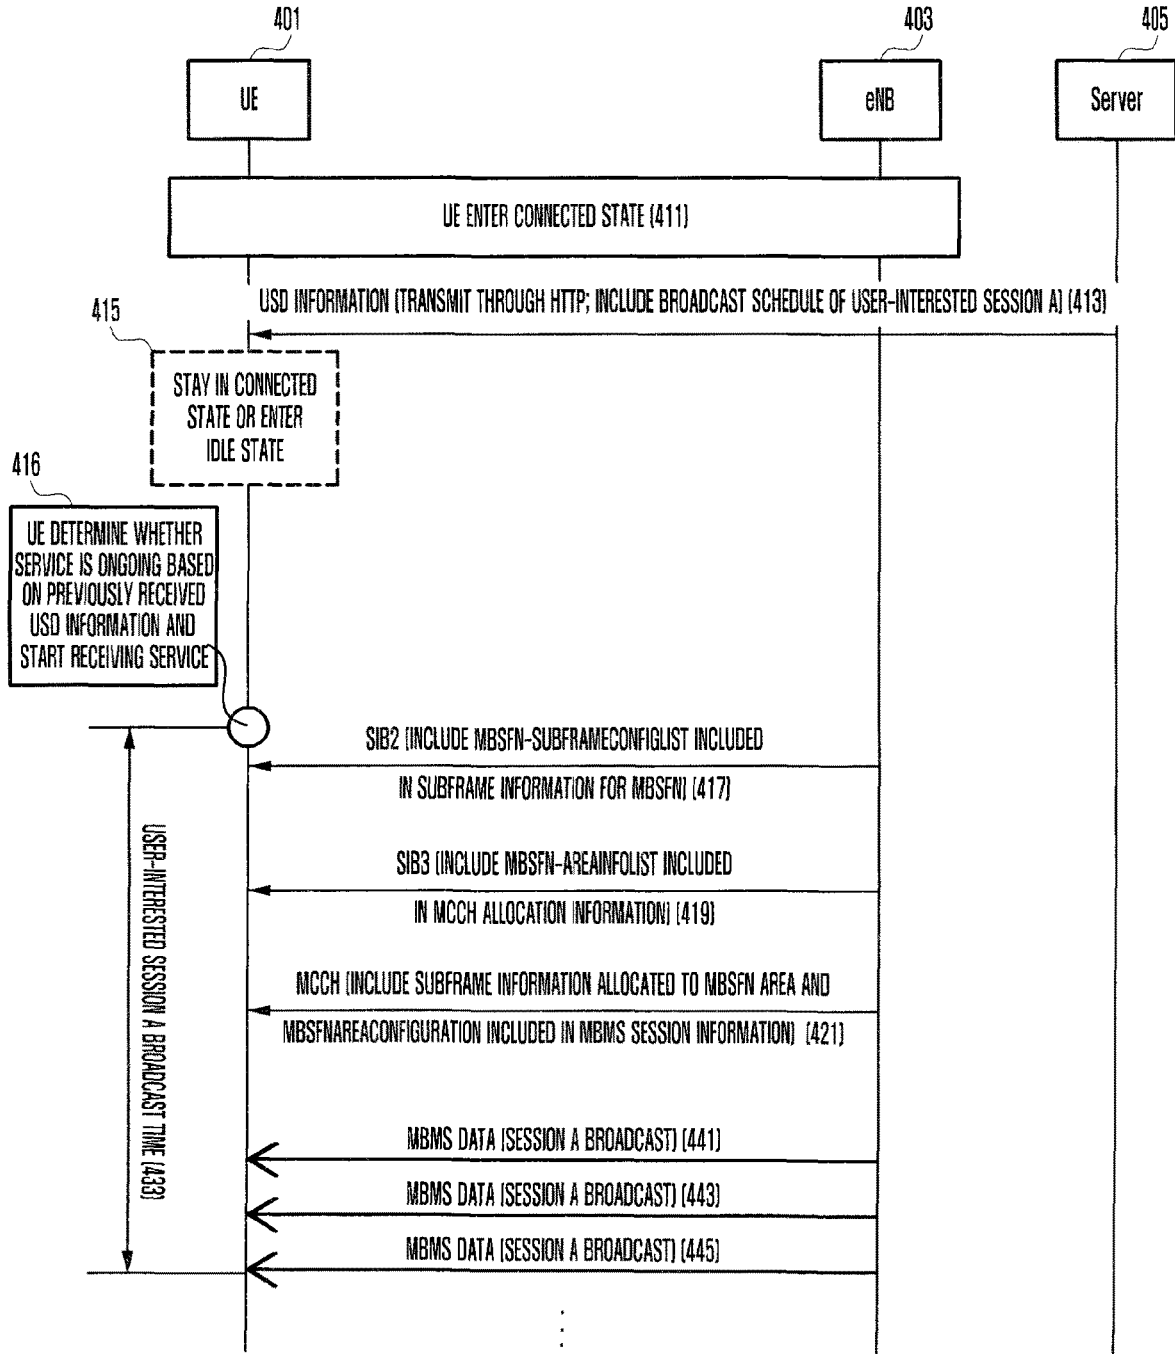 401
403
405
UE
eNB
Server
UE ENTER CONNECTED STATE (411)
USD INFORMATION (TRANSMIT THROUGH HTTP; INCLUDE BROADCAST SCHEDULE OF USER-INTERESTED SESSION A) (413)
415
STAY IN CONNECTED
STATE OR ENTER
IDLE STATE
416
UE DETERMINE WHETHER
SERVICE IS ONGOING BASED
ON PREVIOUSLY RECEIVED
USD INFORMATION AND
START RECEIVING SERVICE
SIB2 (INCLUDE MBSFN-SUBFRAMECONFIGLIST INCLUDED
IN SUBFRAME INFORMATION FOR MBSFN) (417)
SIB3 (INCLUDE MBSFN-AREAINFOLIST INCLUDED
IN MCCH ALLOCATION INFORMATION) (419)
MCCH (INCLUDE SUBFRAME INFORMATION ALLOCATED TO MBSFN AREA AND
MBSFNAREACONFIGURATION INCLUDED IN MBMS SESSION INFORMATION) (421)
USER-INTERESTED SESSION A BROADCAST TIME (433)
MBMS DATA (SESSION A BROADCAST) (441)
MBMS DATA (SESSION A BROADCAST) (443)
MBMS DATA (SESSION A BROADCAST) (445)